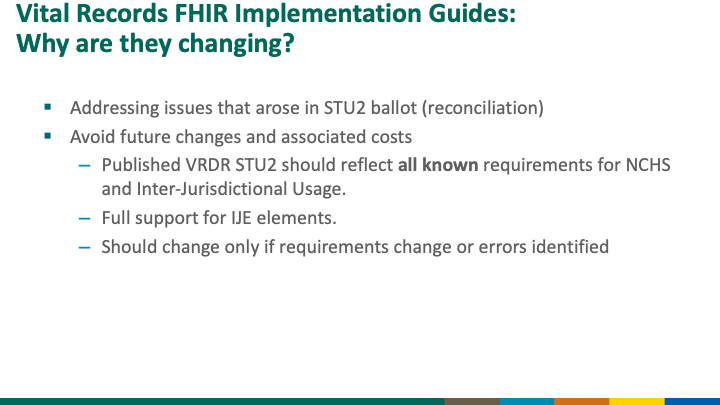 Vital Records FHIR Implementation Guides:
Why are they changing?
▪ Addressing issues that arose in STU2 ballot (reconciliation)
▪ Avoid future changes and associated costs
– Published VRDR STU2 should reflect all known requirements for NCHS
and Inter-Jurisdictional Usage.
– Full support for IJE elements.
– Should change only if requirements change or errors identified